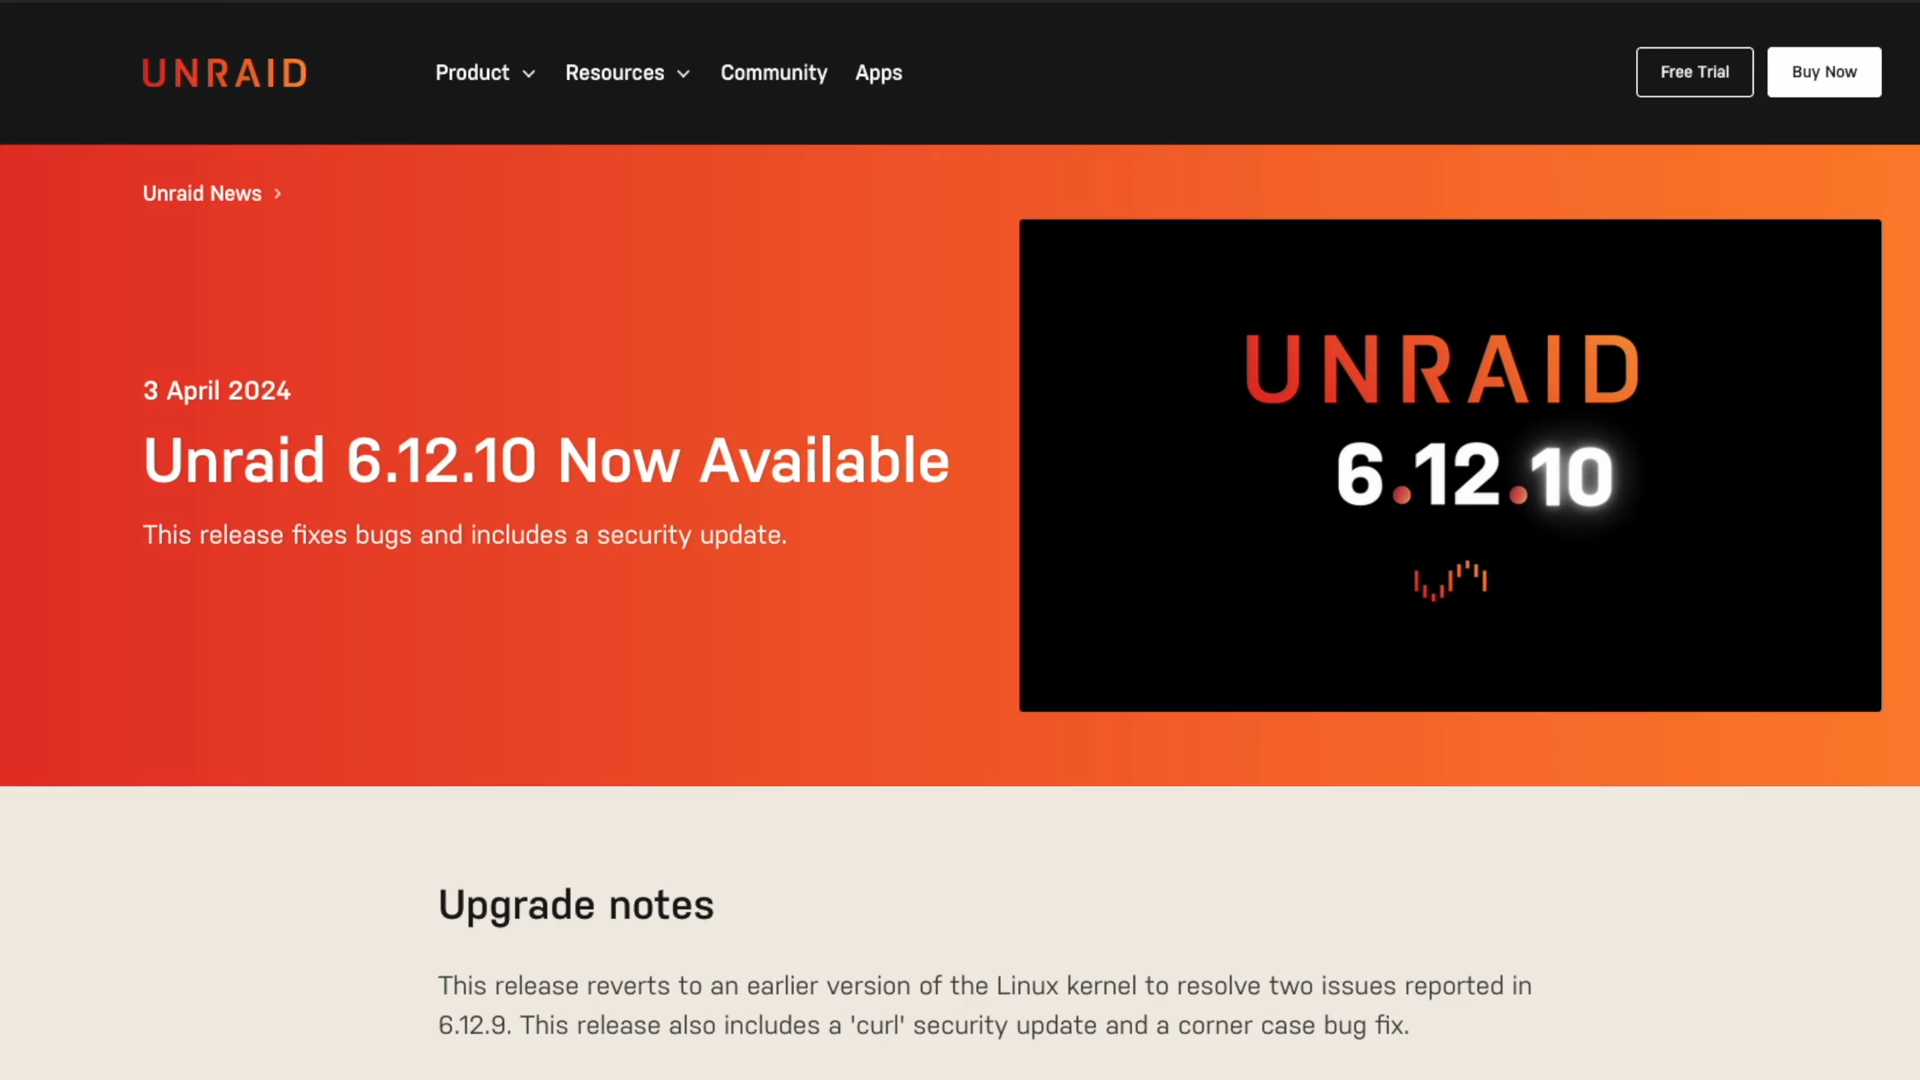 UNRAID
Product
Resources
Community
Apps
Free Trial
Buy Now
Unraid News
3 April 2024
Unraid 6.12.10 Now Available
This release fixes bugs and includes a security update.
UNRAID
6.12.10
Upgrade notes
This release reverts to an earlier version of the Linux kernel to resolve two issues reported in
6.12.9. This release also includes a 'curl' security update and a corner case bug fix.